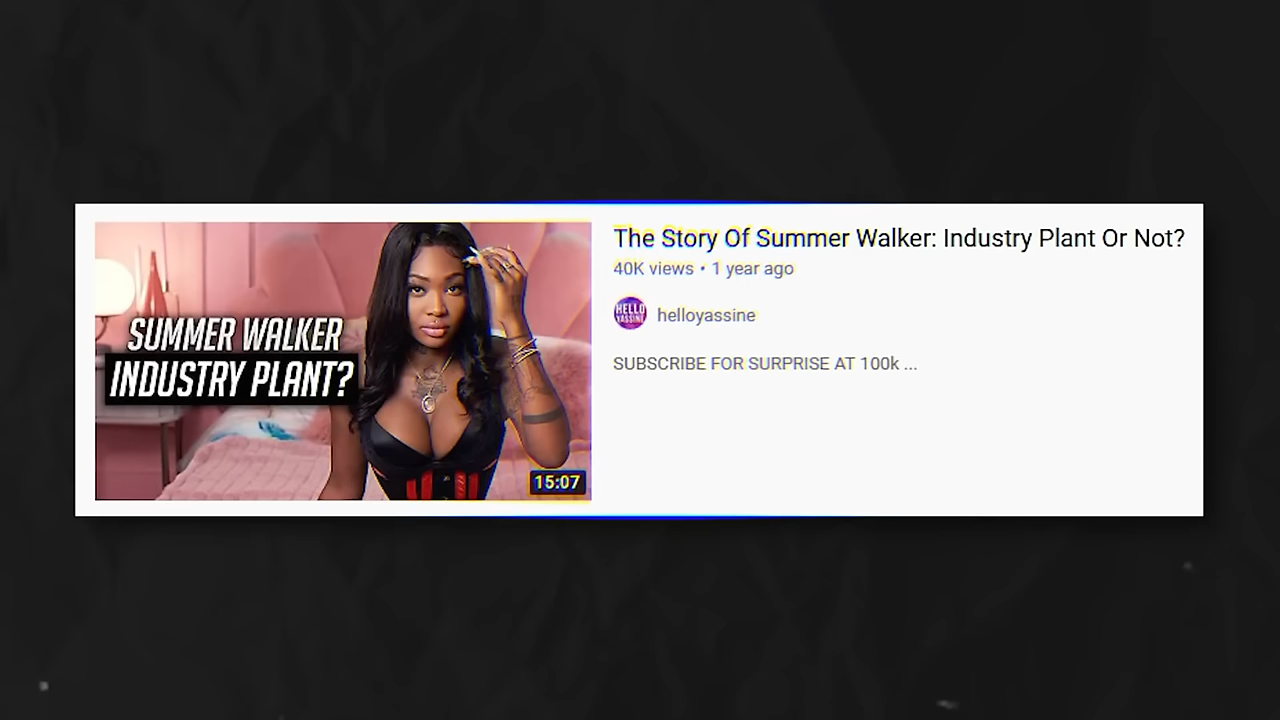 SUMMER WALKER
INDUSTRY PLANT?
15:07
The Story Of Summer Walker: Industry Plant Or Not?
40K views • 1 year ago
HELLO
YASSINE
helloyassine
SUBSCRIBE FOR SURPRISE AT 100k ...